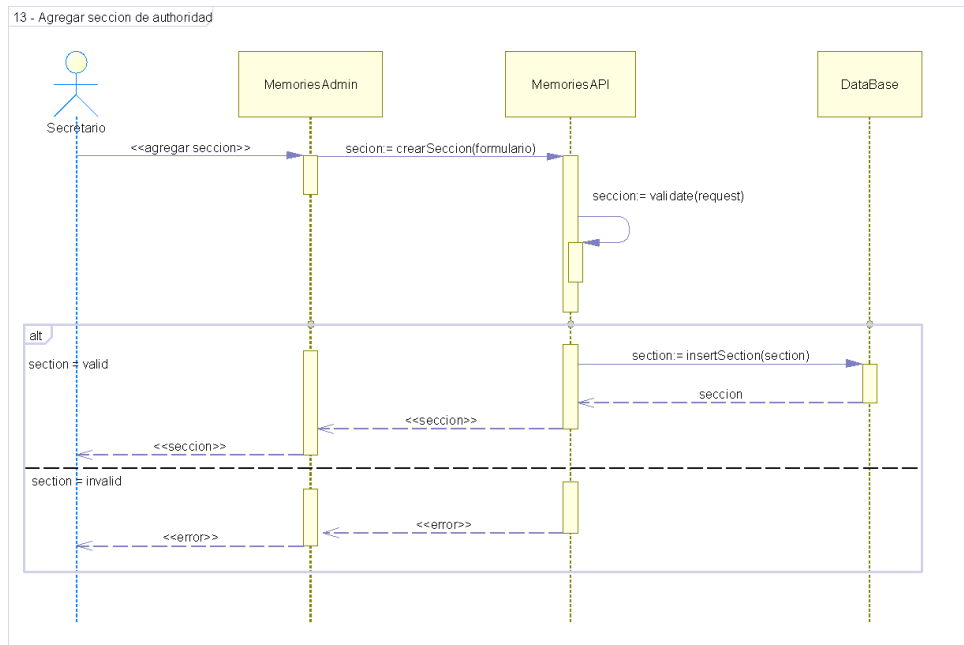 13 - Agregar seccion de authoridad
MemoriesAdmin
MemoriesAPI
DataBase
Secretario
<<agregar seccion>>
secion:= crearSeccion(formulario)
seccion:= validate(request)
alt
section = valid
section:= insertSection(section)
seccion
<<seccion>>
<<seccion>>
section = invalid
<<error>>
<<error>>